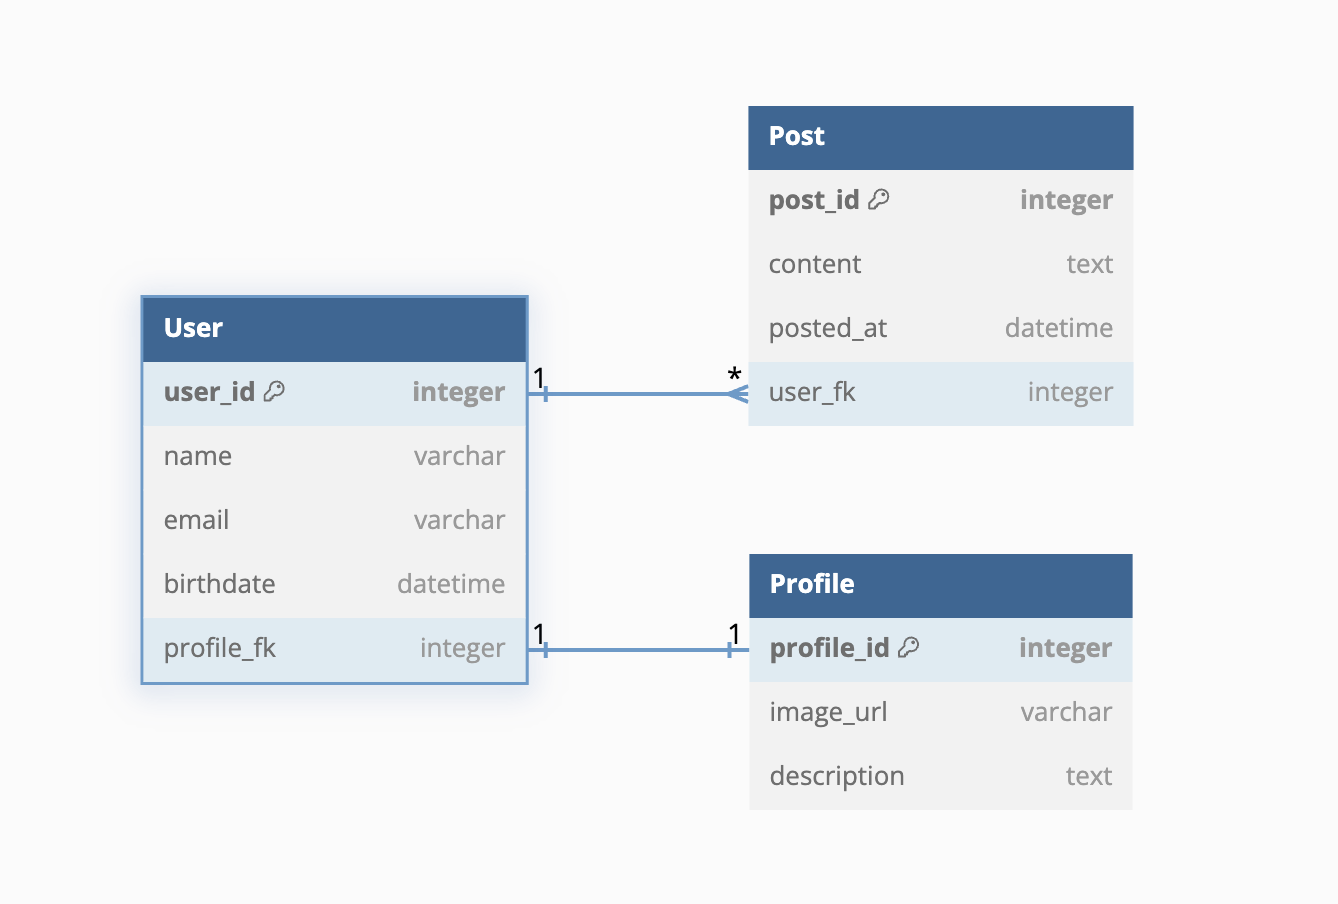 User
user_id integer
name varchar
email varchar
birthdate datetime
profile_fk integer
1 *
1 1
Post
post_id integer
content text
posted_at datetime
user_fk integer
Profile
profile_id integer
image_url varchar
description text